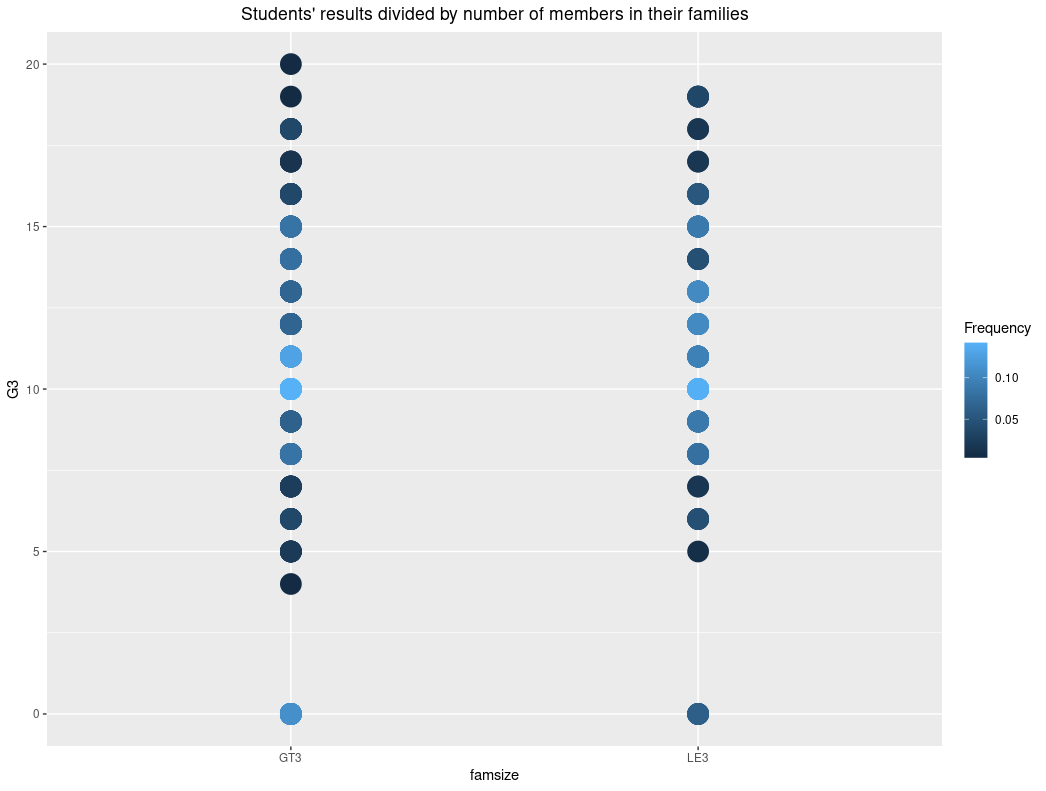 Students' results divided by number of members in their families
20
15
10
5
0
G3
GT3
LE3
famsize
Frequency
0.10
0.05